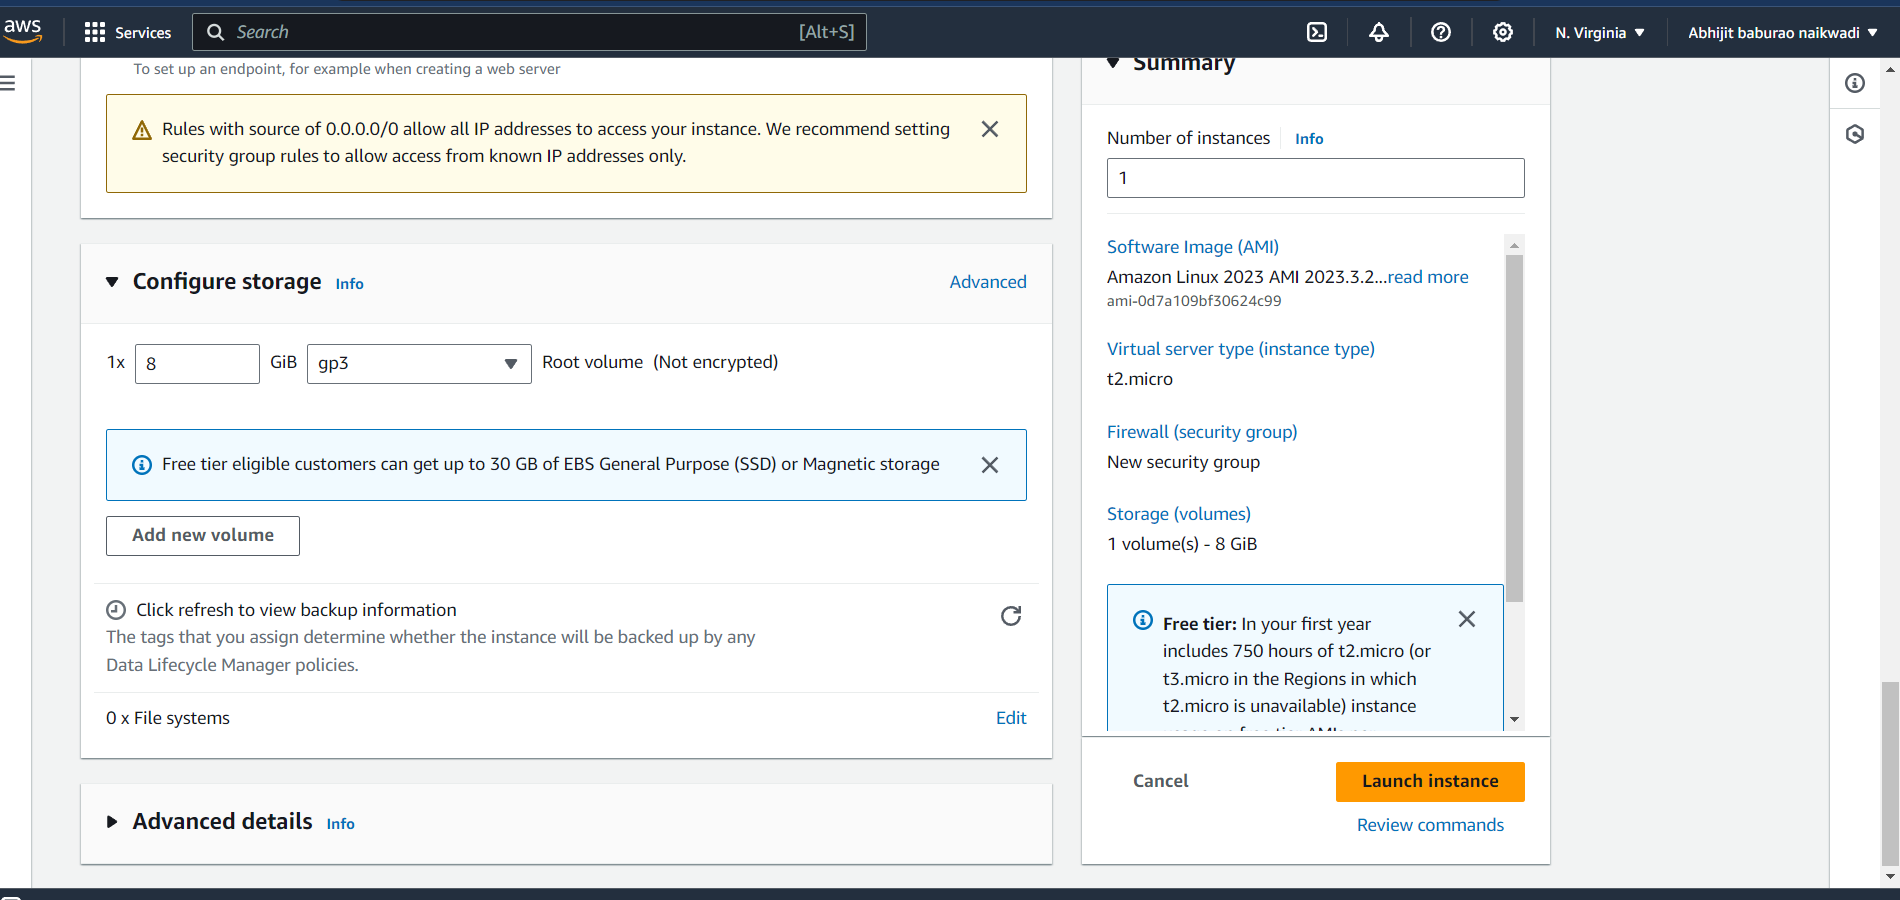 aws
Services
Search
[Alt+S]
N. Virginia
Abhijit baburao naikwadi
To set up an endpoint, for example when creating a web server
Rules with source of 0.0.0.0/0 allow all IP addresses to access your instance. We recommend setting
security group rules to allow access from known IP addresses only.
Configure storage Info
Advanced
1x 8 GiB gp3 Root volume (Not encrypted)
Free tier eligible customers can get up to 30 GB of EBS General Purpose (SSD) or Magnetic storage
Add new volume
Click refresh to view backup information
The tags that you assign determine whether the instance will be backed up by any
Data Lifecycle Manager policies.
0 x File systems
Edit
Advanced details Info
Summary
Number of instances Info
1
Software Image (AMI)
Amazon Linux 2023 AMI 2023.3.2...read more
ami-0d7a109bf30624c99
Virtual server type (instance type)
t2.micro
Firewall (security group)
New security group
Storage (volumes)
1 volume(s) - 8 GiB
Free tier: In your first year
includes 750 hours of t2.micro (or
t3.micro in the Regions in which
t2.micro is unavailable) instance
Cancel
Launch instance
Review commands